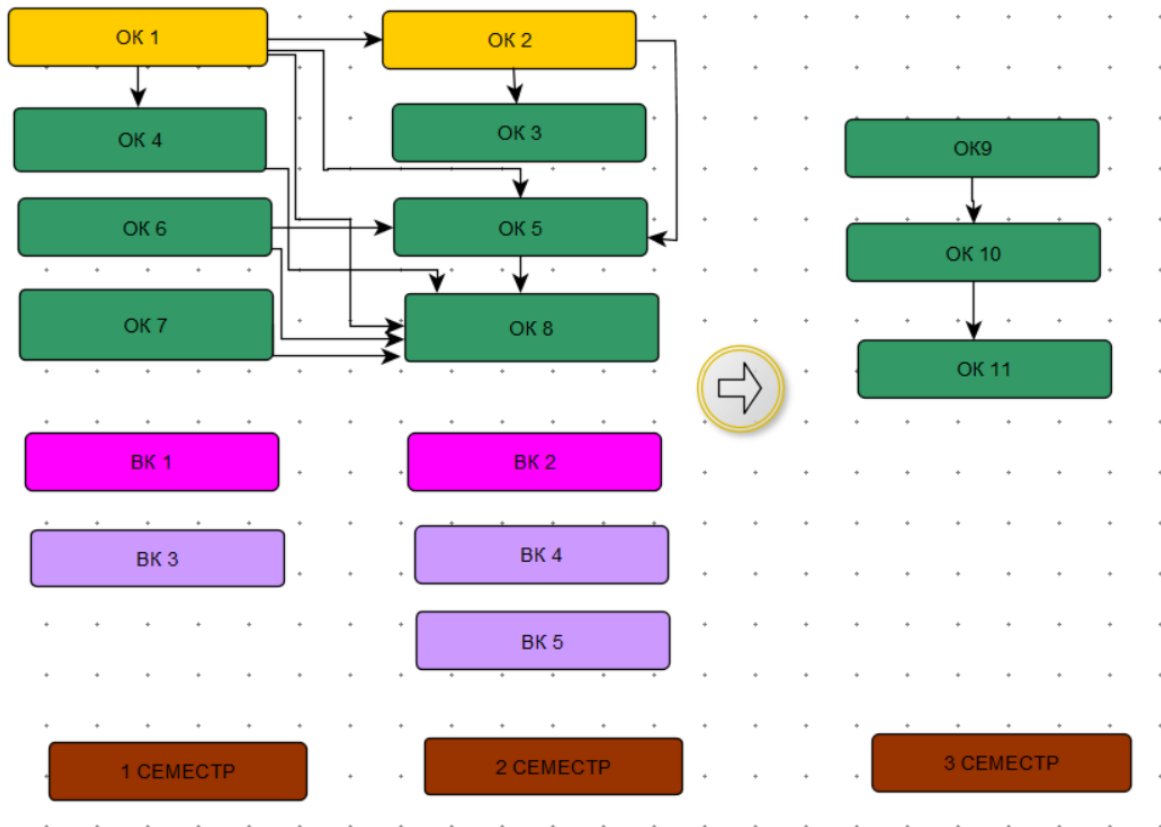 ОК 1
ОК 2
ОК 4
ОК 3
ОК9
ОК 6
ОК 5
ОК 10
ОК 7
ОК 8
ОК 11
ВК 1
ВК 2
ВК 3
ВК 4
ВК 5
1 СЕМЕСТР
2 СЕМЕСТР
3 СЕМЕСТР